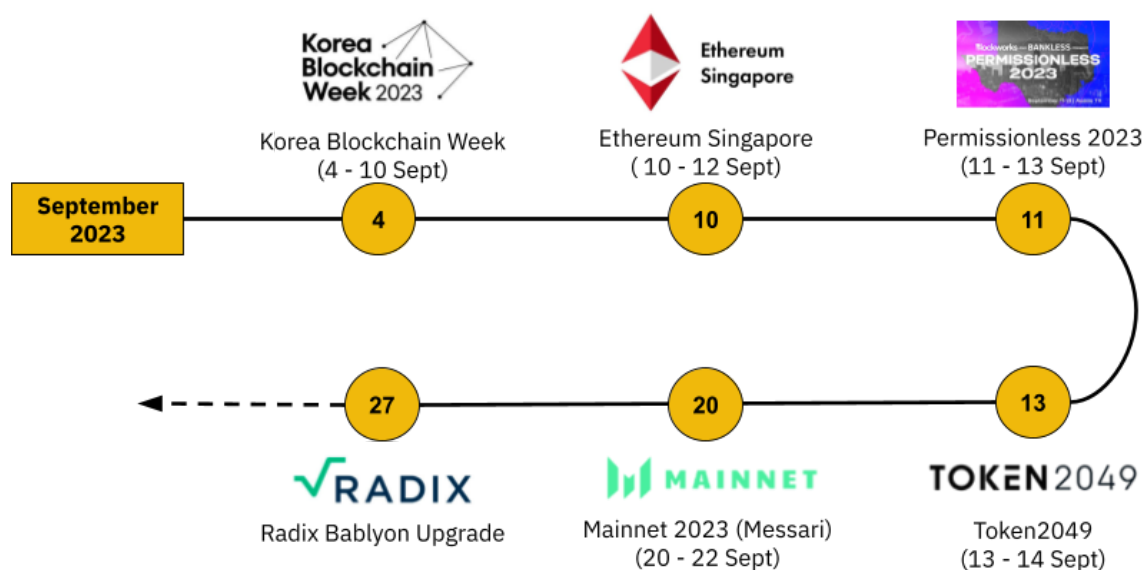 Korea
Blockchain
Week 2023
Ethereum
Singapore
Blockworks BANKLESS
PERMISSIONLESS
2023
Korea Blockchain Week
(4 - 10 Sept)
Ethereum Singapore
( 10 - 12 Sept)
Permissionless 2023
(11 - 13 Sept)
September
2023
4
10
11
27
20
13
RADIX
MAINNET
TOKEN2049
Radix Bablyon Upgrade
Mainnet 2023 (Messari)
(20 - 22 Sept)
Token2049
(13 - 14 Sept)